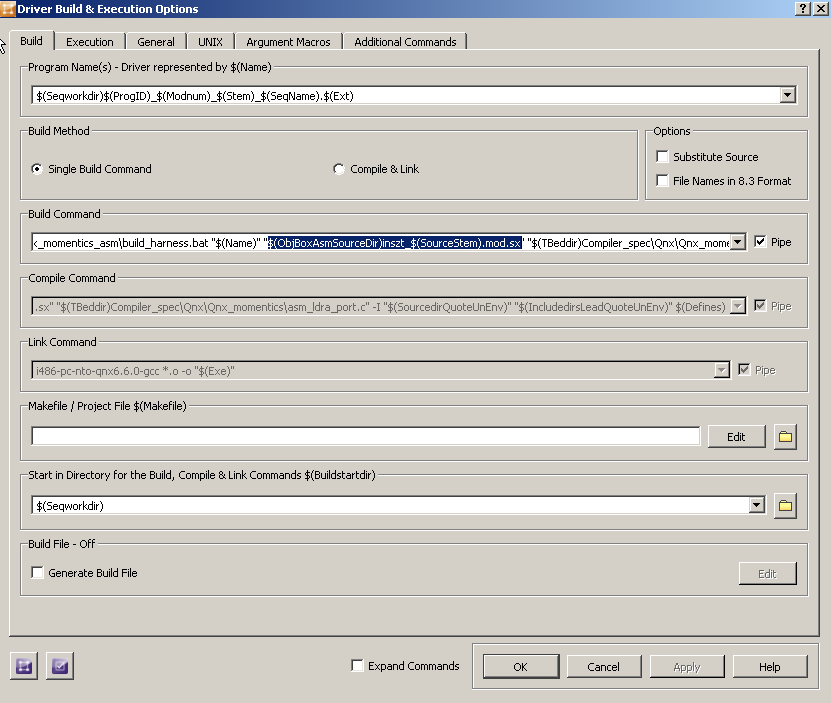 Driver Build & Execution Options
Build Execution General UNIX Argument Macros Additional Commands
Program Name(s) - Driver represented by $(Name)
$(Seqworkdir)$(ProgID)_$(Modnum)_$(Stem)_$(SeqName).$(Ext)
Build Method
Single Build Command
Compile & Link
Options
Substitute Source
File Names in 8.3 Format
Build Command
_momentics_asm\build_harness.bat "$(Name)" "$(ObjBoxAsmSourceDir)inszt_$(SourceStem).mod.sx" "$(TBeddir)Compiler_spec\Qnx\Qnx_mome
Pipe
Compile Command
.sx" "$(TBeddir)Compiler_spec\Qnx\Qnx_momentics\asm_ldra_port.c" -I "$(SourcedirQuoteUnEnv)" "$(IncludedirsLeadQuoteUnEnv)" $(Defines)
Pipe
Link Command
i486-pc-nto-qnx6.6.0-gcc *.o -o "$(Exe)"
Pipe
Makefile / Project File $(Makefile)
Edit
Start in Directory for the Build, Compile & Link Commands $(Buildstartdir)
$(Seqworkdir)
Build File - Off
Generate Build File
Edit
Expand Commands
OK Cancel Apply Help